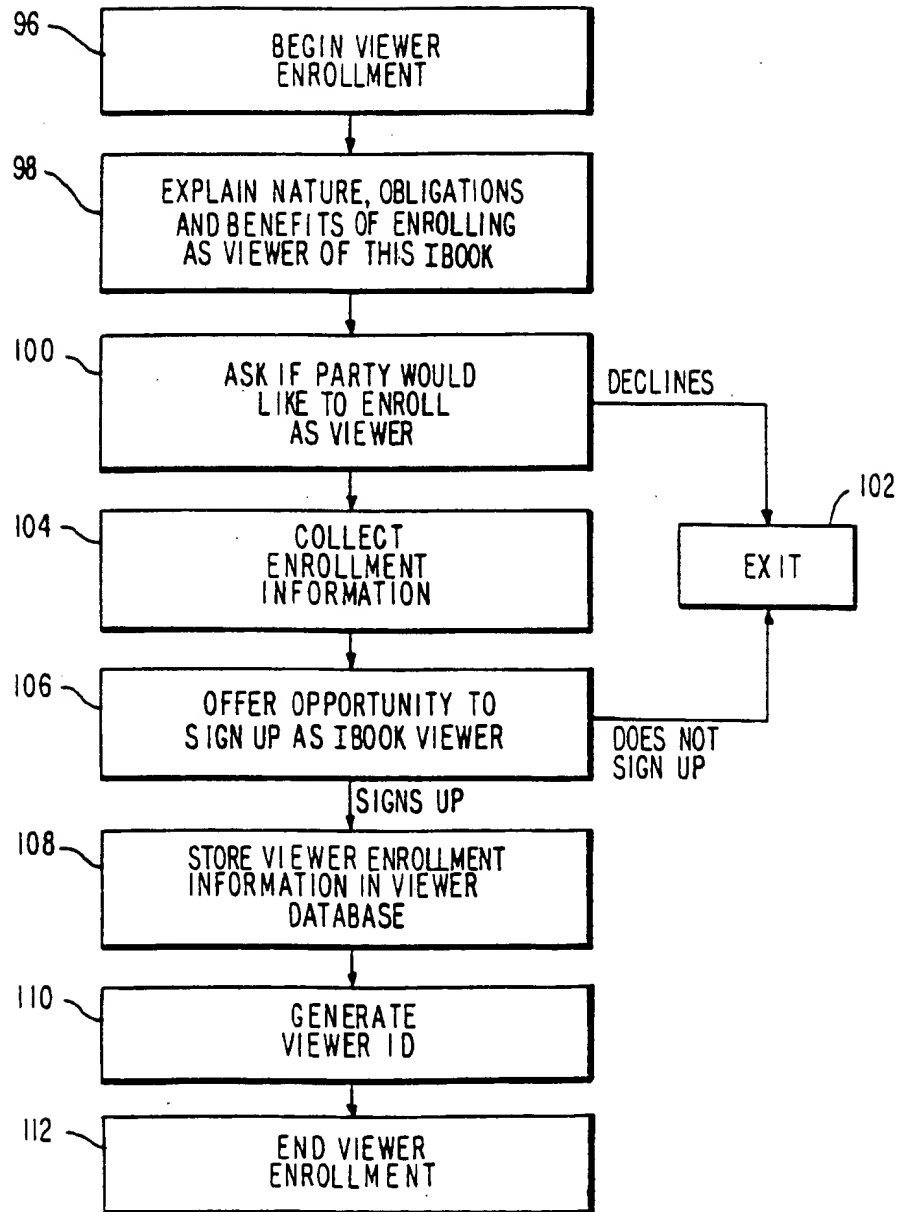 96
BEGIN VIEWER
ENROLLMENT
98
EXPLAIN NATURE, OBLIGATIONS
AND BENEFITS OF ENROLLING
AS VIEWER OF THIS IBOOK
100
ASK IF PARTY WOULD
LIKE TO ENROLL
AS VIEWER
DECLINES
102
EXIT
104
COLLECT
ENROLLMENT
INFORMATION
106
OFFER OPPORTUNITY TO
SIGN UP AS IBOOK VIEWER
DOES NOT
SIGN UP
SIGNS UP
108
STORE VIEWER ENROLLMENT
INFORMATION IN VIEWER
DATABASE
110
GENERATE
VIEWER ID
112
END VIEWER
ENROLLMENT